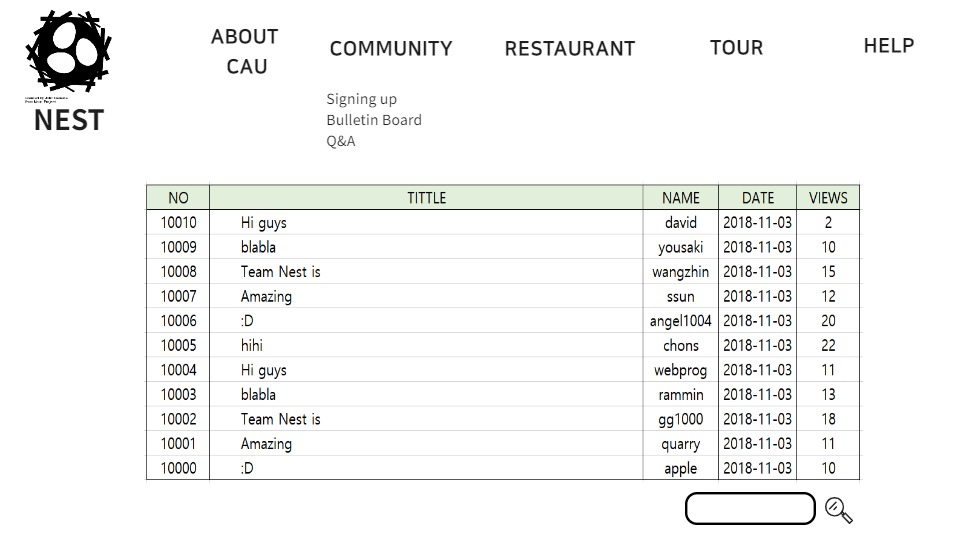 ABOUT
CAU
COMMUNITY
RESTAURANT
TOUR
HELP
NEST
Signing up
Bulletin Board
Q&A
NO TITTLE NAME DATE VIEWS
10010 Hi guys david 2018-11-03 2
10009 blabla yousaki 2018-11-03 10
10008 Team Nest is wangzhin 2018-11-03 15
10007 Amazing ssun 2018-11-03 12
10006 :D angel1004 2018-11-03 20
10005 hihi chons 2018-11-03 22
10004 Hi guys webprog 2018-11-03 11
10003 blabla rammin 2018-11-03 13
10002 Team Nest is gg1000 2018-11-03 18
10001 Amazing quarry 2018-11-03 11
10000 :D apple 2018-11-03 10